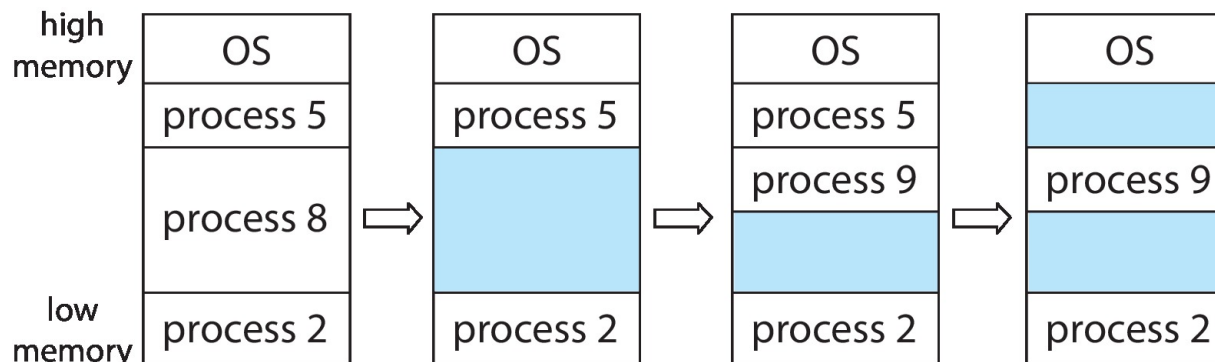 high
memory
OS
process 5
process 8
process 2
low
memory
OS
process 5
process 2
OS
process 5
process 9
process 2
OS
process 9
process 2